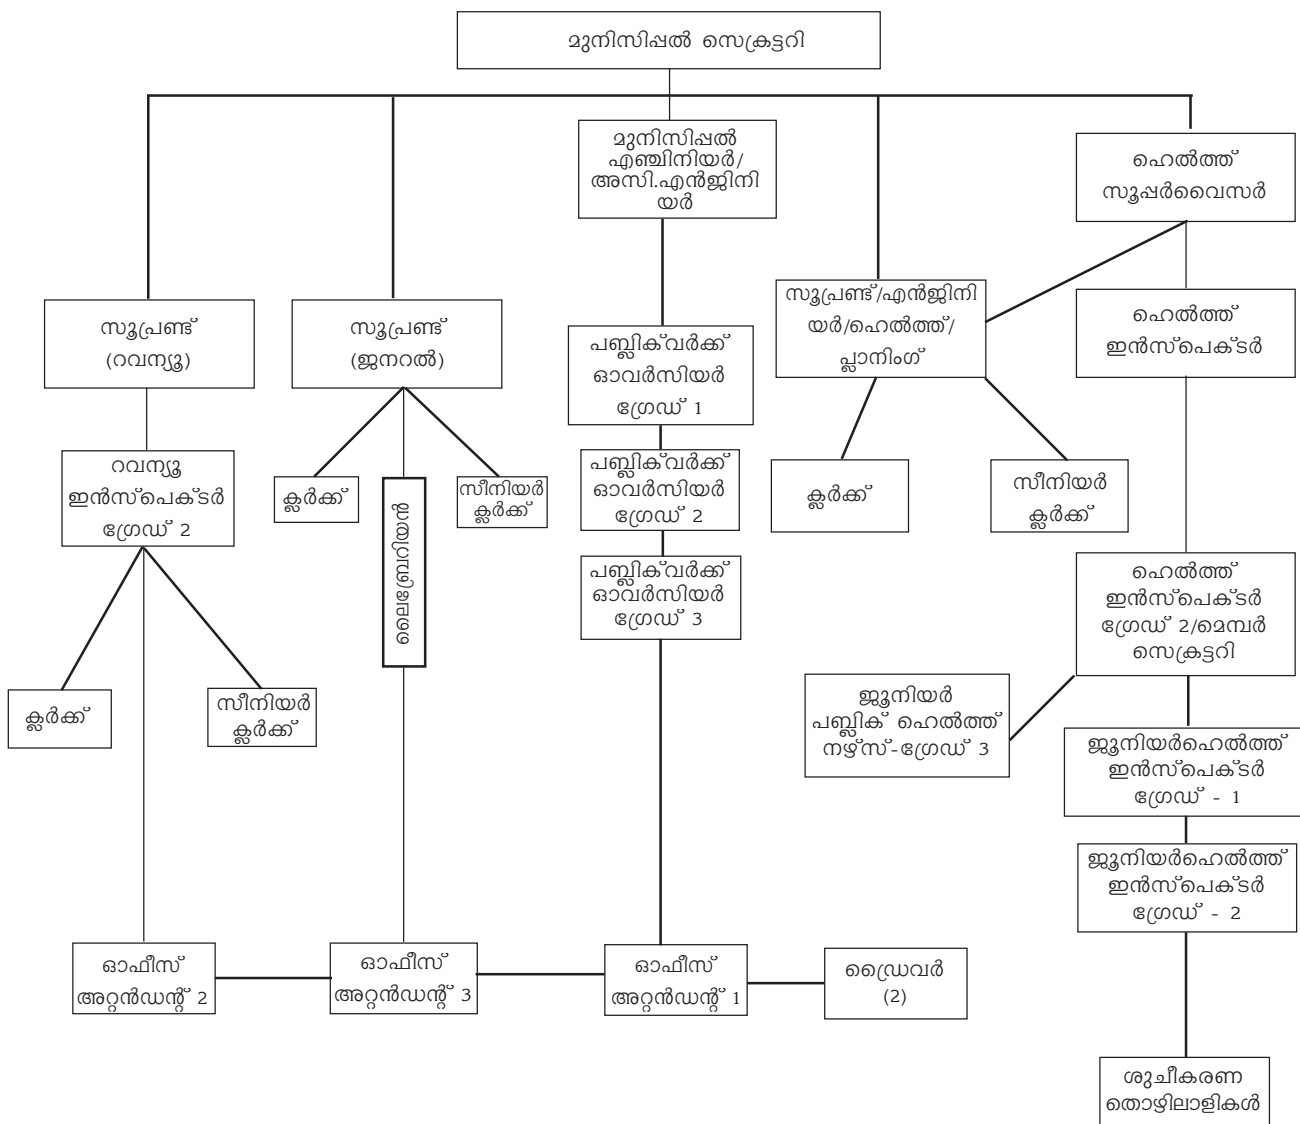 മുനിസിപ്പൽ സെക്രട്ടറി
മുനിസിപ്പൽ
എഞ്ചിനിയർ/
അസി.എൻജിനി
യർ
ഹെൽത്ത്
സൂപ്പർവൈസർ
സൂപ്രണ്ട്
(റവന്യൂ)
സൂപ്രണ്ട്
(ജനറൽ)
പബ്ലിക്‌വർക്ക്
ഓവർസിയർ
ഗ്രേഡ് 1
സൂപ്രണ്ട്/എൻജിനി
യർ/ഹെൽത്ത്/
പ്ലാനിംഗ്
ഹെൽത്ത്
ഇൻസ്പെക്ടർ
റവന്യൂ
ഇൻസ്പെക്ടർ
ഗ്രേഡ് 2
ക്ലർക്ക്
ലൈബ്രേറിയൻ
സീനിയർ
ക്ലർക്ക്
പബ്ലിക്‌വർക്ക്
ഓവർസിയർ
ഗ്രേഡ് 2
ക്ലർക്ക്
സീനിയർ
ക്ലർക്ക്
പബ്ലിക്‌വർക്ക്
ഓവർസിയർ
ഗ്രേഡ് 3
ഹെൽത്ത്
ഇൻസ്പെക്ടർ
ഗ്രേഡ് 2/മെമ്പർ
സെക്രട്ടറി
ക്ലർക്ക്
സീനിയർ
ക്ലർക്ക്
ജൂനിയർ
പബ്ലിക് ഹെൽത്ത്
നഴ്സ്-ഗ്രേഡ് 3
ജൂനിയർഹെൽത്ത്
ഇൻസ്പെക്ടർ
ഗ്രേഡ് - 1
ജൂനിയർഹെൽത്ത്
ഇൻസ്പെക്ടർ
ഗ്രേഡ് - 2
ഓഫീസ്
അറ്റൻഡന്റ് 2
ഓഫീസ്
അറ്റൻഡന്റ് 3
ഓഫീസ്
അറ്റൻഡന്റ് 1
ഡ്രൈവർ
(2)
ശുചീകരണ
തൊഴിലാളികൾ